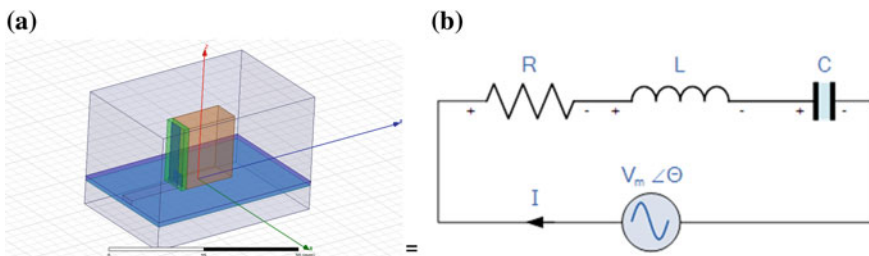 (a)
(b)
R L C
+ - + - + -
V_m ∠Θ
I
=